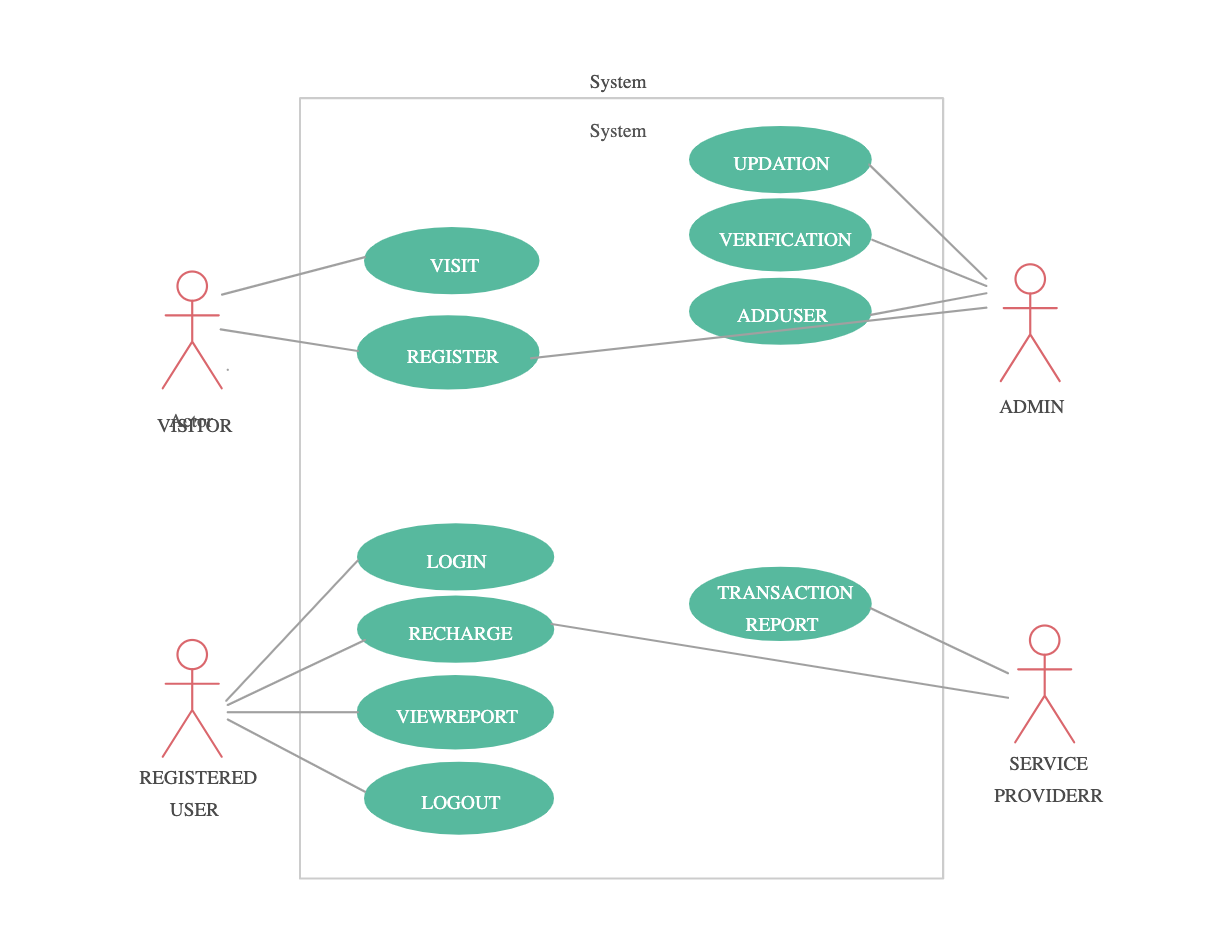 System
System
UPDATION
VERIFICATION
VISIT
ADDUSER
REGISTER
Actor
VISITOR
ADMIN
LOGIN
TRANSACTION
REPORT
RECHARGE
VIEWREPORT
REGISTERED
USER
SERVICE
PROVIDERR
LOGOUT